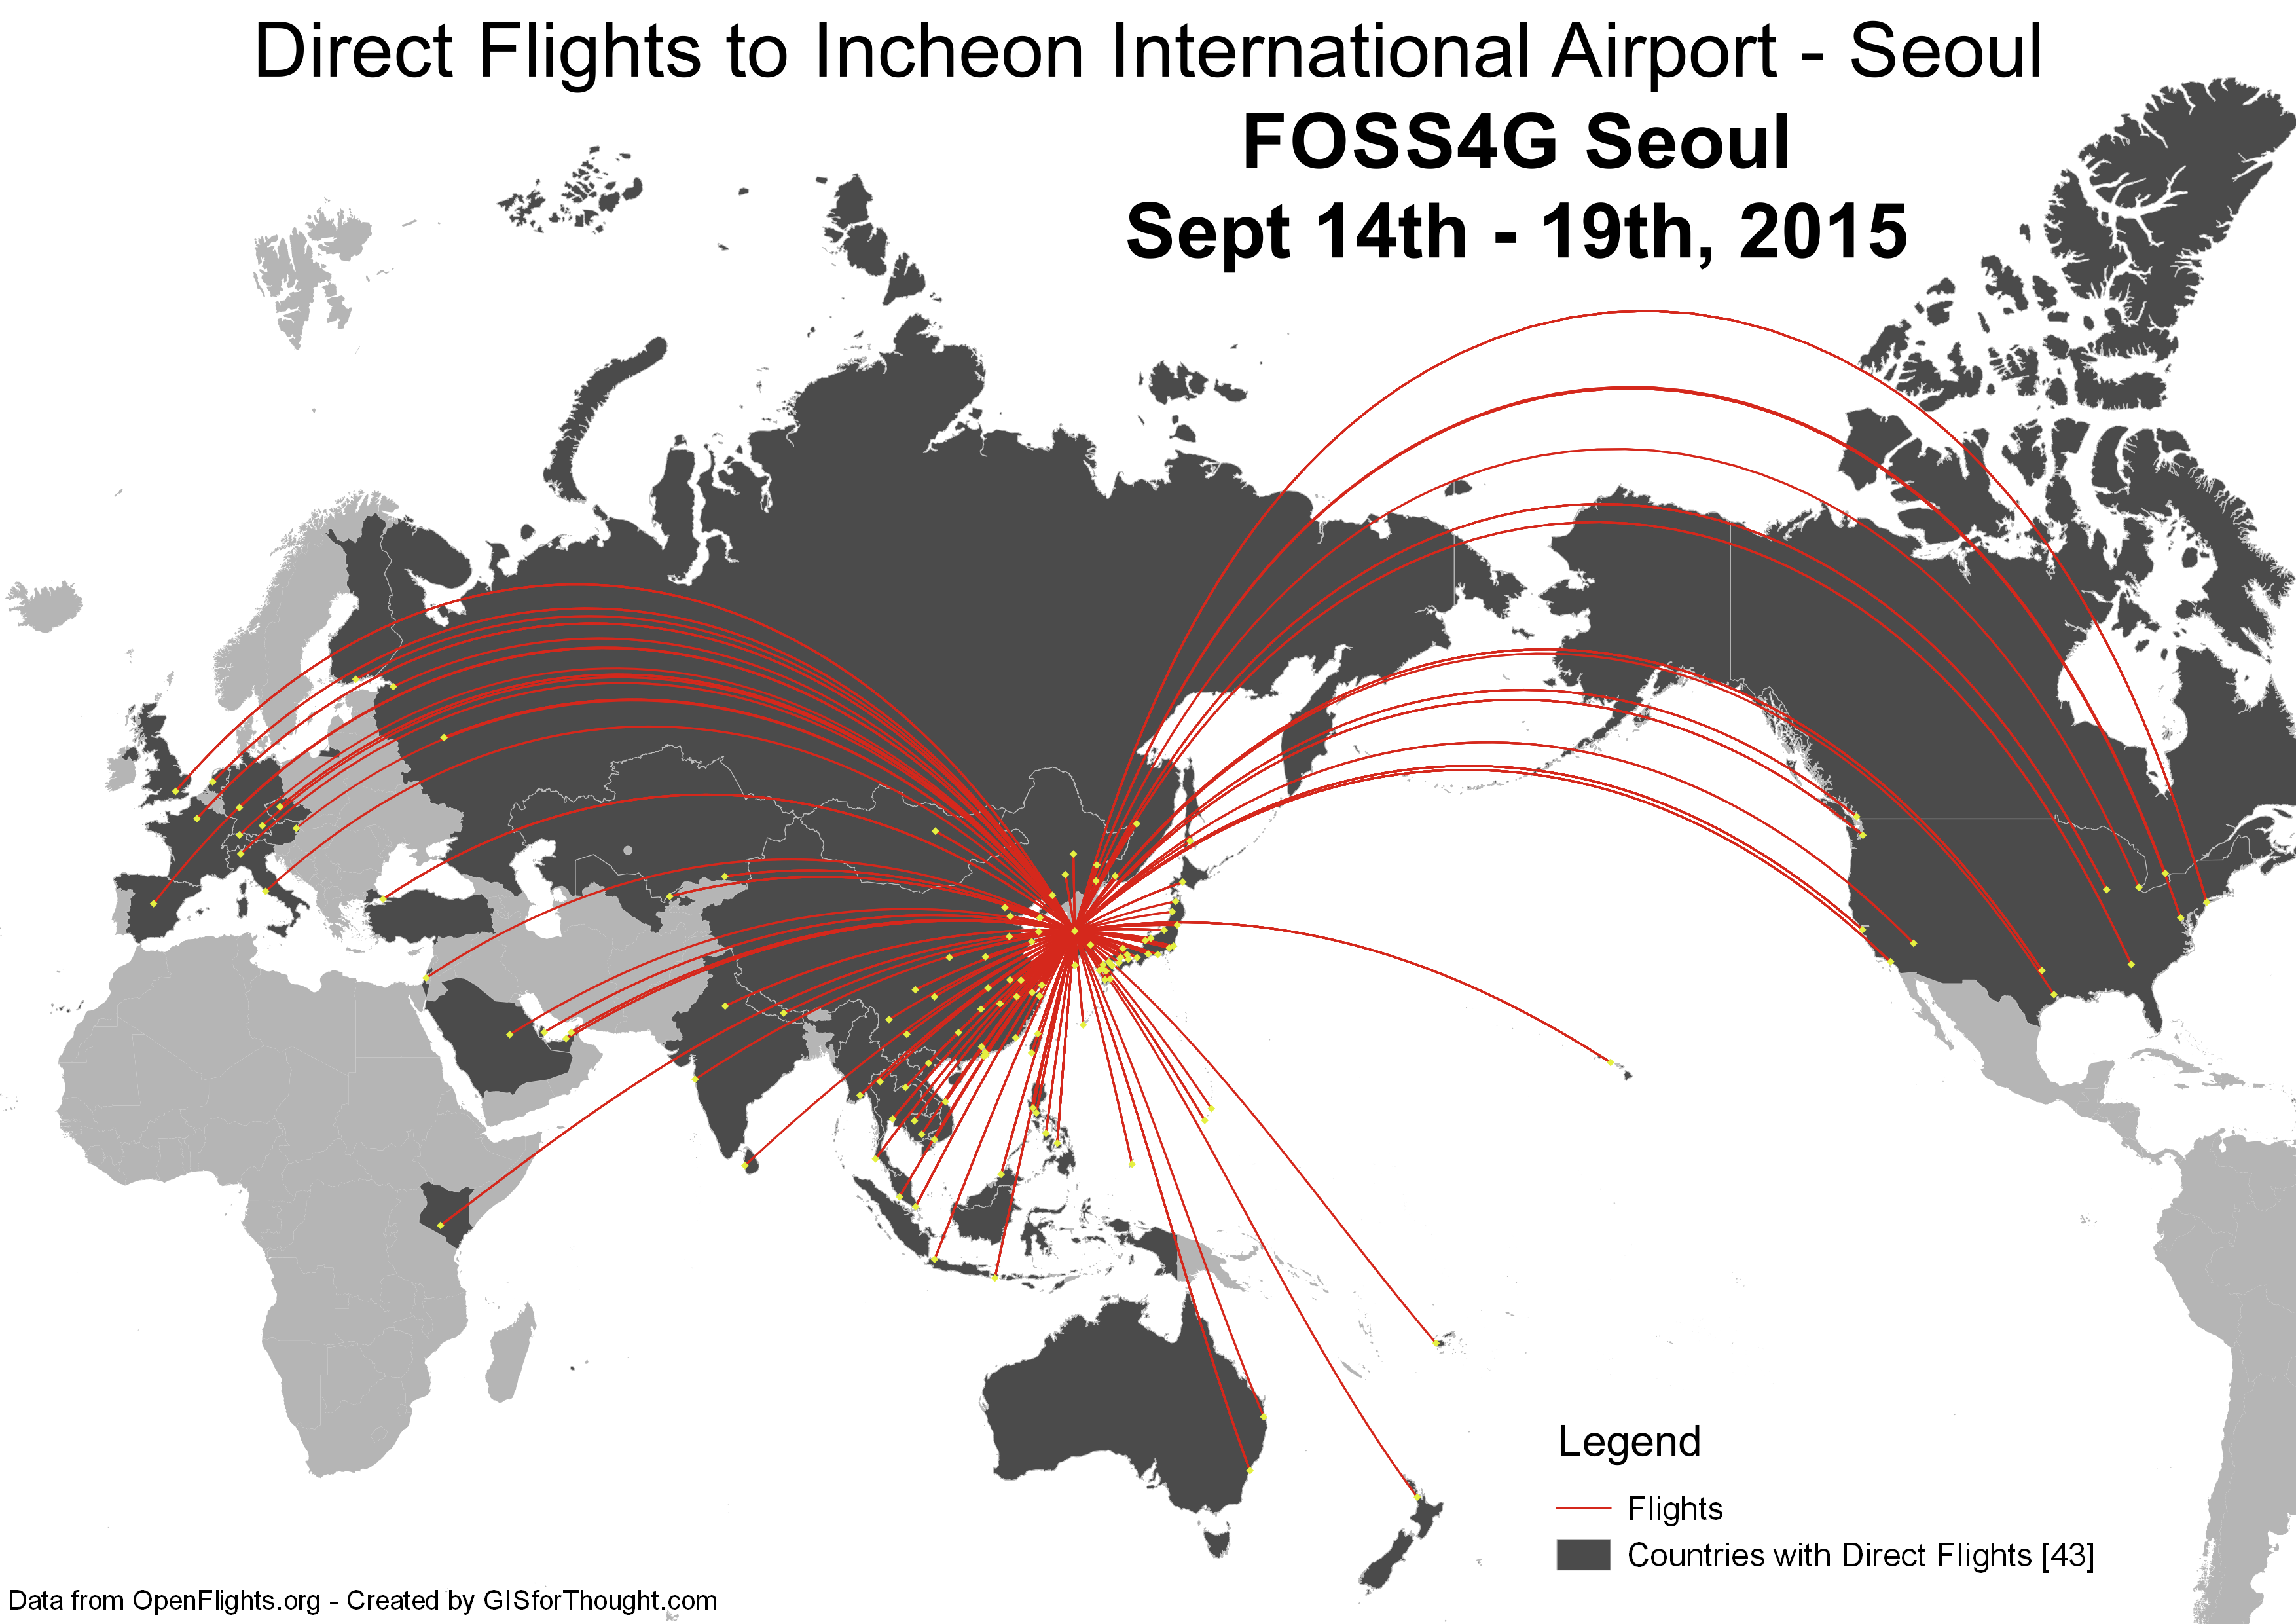 Direct Flights to Incheon International Airport - Seoul
FOSS4G Seoul
Sept 14th - 19th, 2015
Legend
Flights
Countries with Direct Flights [43]
Data from OpenFlights.org - Created by GISforThought.com